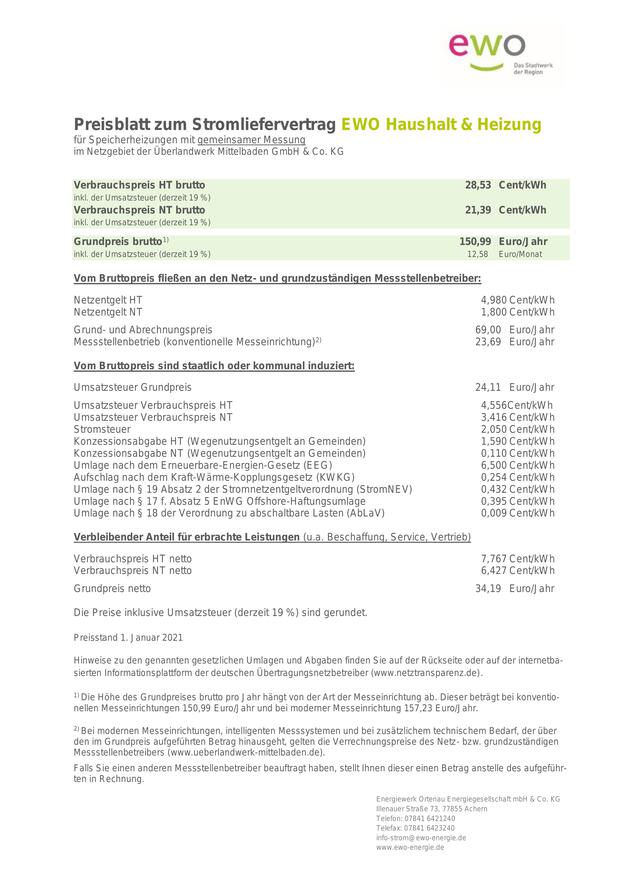 ewo
Das Stadtwerk
der Region
Preisblatt zum Stromliefervertrag EWO Haushalt & Heizung
für Speicherheizungen mit gemeinsamer Messung
im Netzgebiet der Überlandwerk Mittelbaden GmbH & Co. KG
Verbrauchspreis HT brutto 28,53 Cent/kWh
inkl. der Umsatzsteuer (derzeit 19 %)
Verbrauchspreis NT brutto 21,39 Cent/kWh
inkl. der Umsatzsteuer (derzeit 19 %)
Grundpreis brutto1) 150,99 Euro/Jahr
inkl. der Umsatzsteuer (derzeit 19 %) 12,58 Euro/Monat
Vom Bruttopreis fließen an den Netz- und grundzuständigen Messstellenbetreiber:
Netzentgelt HT 4,980 Cent/kWh
Netzentgelt NT 1,800 Cent/kWh
Grund- und Abrechnungspreis 69,00 Euro/Jahr
Messstellenbetrieb (konventionelle Messeinrichtung)2) 23,69 Euro/Jahr
Vom Bruttopreis sind staatlich oder kommunal induziert:
Umsatzsteuer Grundpreis 24,11 Euro/Jahr
Umsatzsteuer Verbrauchspreis HT 4,556Cent/kWh
Umsatzsteuer Verbrauchspreis NT 3,416 Cent/kWh
Stromsteuer 2,050 Cent/kWh
Konzessionsabgabe HT (Wegenutzungsentgelt an Gemeinden) 1,590 Cent/kWh
Konzessionsabgabe NT (Wegenutzungsentgelt an Gemeinden) 0,110 Cent/kWh
Umlage nach dem Erneuerbare-Energien-Gesetz (EEG) 6,500 Cent/kWh
Aufschlag nach dem Kraft-Wärme-Kopplungsgesetz (KWKG) 0,254 Cent/kWh
Umlage nach § 19 Absatz 2 der Stromnetzentgeltverordnung (StromNEV) 0,432 Cent/kWh
Umlage nach § 17 f. Absatz 5 EnWG Offshore-Haftungsumlage 0,395 Cent/kWh
Umlage nach § 18 der Verordnung zu abschaltbare Lasten (AbLaV) 0,009 Cent/kWh
Verbleibender Anteil für erbrachte Leistungen (u.a. Beschaffung, Service, Vertrieb)
Verbrauchspreis HT netto 7,767 Cent/kWh
Verbrauchspreis NT netto 6,427 Cent/kWh
Grundpreis netto 34,19 Euro/Jahr
Die Preise inklusive Umsatzsteuer (derzeit 19 %) sind gerundet.
Preisstand 1. Januar 2021
Hinweise zu den genannten gesetzlichen Umlagen und Abgaben finden Sie auf der Rückseite oder auf der internetba-
sierten Informationsplattform der deutschen Übertragungsnetzbetreiber (www.netztransparenz.de).
1) Die Höhe des Grundpreises brutto pro Jahr hängt von der Art der Messeinrichtung ab. Dieser beträgt bei konventio-
nellen Messeinrichtungen 150,99 Euro/Jahr und bei moderner Messeinrichtung 157,23 Euro/Jahr.
2) Bei modernen Messeinrichtungen, intelligenten Messsystemen und bei zusätzlichem technischem Bedarf, der über
den im Grundpreis aufgeführten Betrag hinausgeht, gelten die Verrechnungspreise des Netz- bzw. grundzuständigen
Messstellenbetreibers (www.ueberlandwerk-mittelbaden.de).
Falls Sie einen anderen Messstellenbetreiber beauftragt haben, stellt Ihnen dieser einen Betrag anstelle des aufgeführ-
ten in Rechnung.
Energiewerk Ortenau Energiegesellschaft mbH & Co. KG
Illenauer Straße 73, 77855 Achern
Telefon: 07841 6421240
Telefax: 07841 6423240
info-strom@ewo-energie.de
www.ewo-energie.de